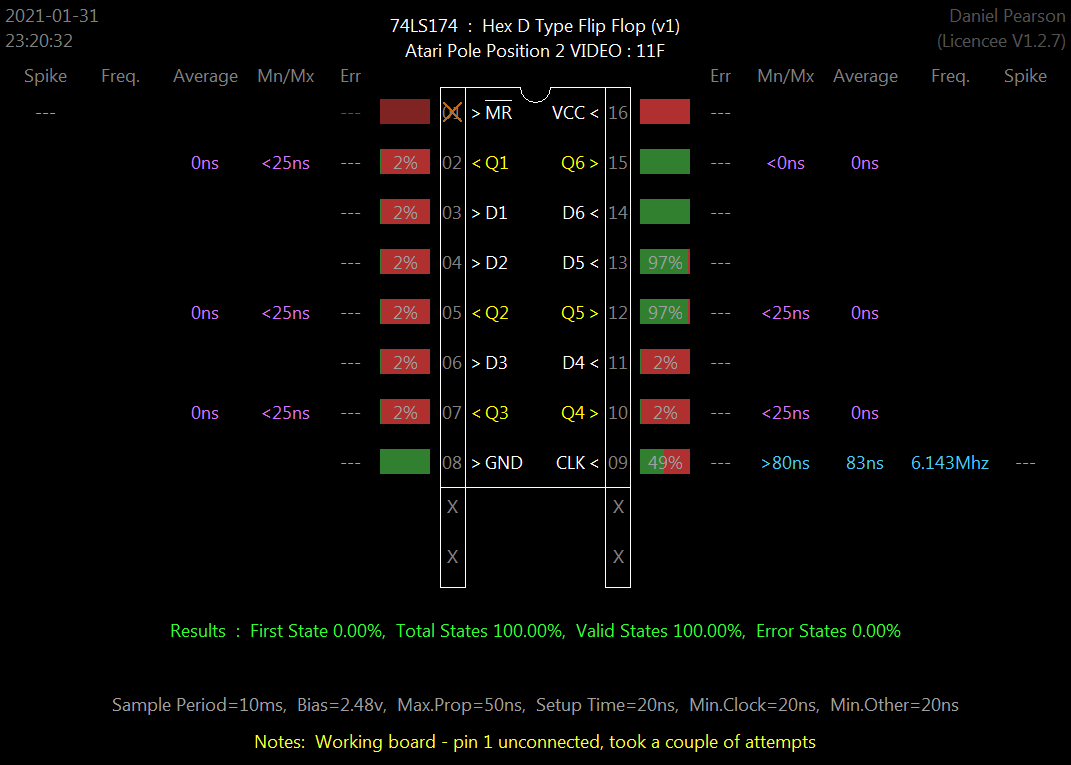 2021-01-31 74LS174 : Hex D Type Flip Flop (v1) Daniel Pearson
23:20:32 Atari Pole Position 2 VIDEO : 11F (Licencee V1.2.7)
Spike Freq. Average Mn/Mx Err Err Mn/Mx Average Freq. Spike
--- --- 01 > MR VCC < 16 ---
0ns <25ns --- 2% 02 < Q1 Q6 > 15 --- <0ns 0ns
--- 2% 03 > D1 D6 < 14 ---
--- 2% 04 > D2 D5 < 13 97% ---
0ns <25ns --- 2% 05 < Q2 Q5 > 12 97% --- <25ns 0ns
--- 2% 06 > D3 D4 < 11 2% ---
0ns <25ns --- 2% 07 < Q3 Q4 > 10 2% --- <25ns 0ns
--- 08 > GND CLK < 09 49% --- >80ns 83ns 6.143Mhz ---
X X
X X
Results : First State 0.00%, Total States 100.00%, Valid States 100.00%, Error States 0.00%
Sample Period=10ms, Bias=2.48v, Max.Prop=50ns, Setup Time=20ns, Min.Clock=20ns, Min.Other=20ns
Notes: Working board - pin 1 unconnected, took a couple of attempts